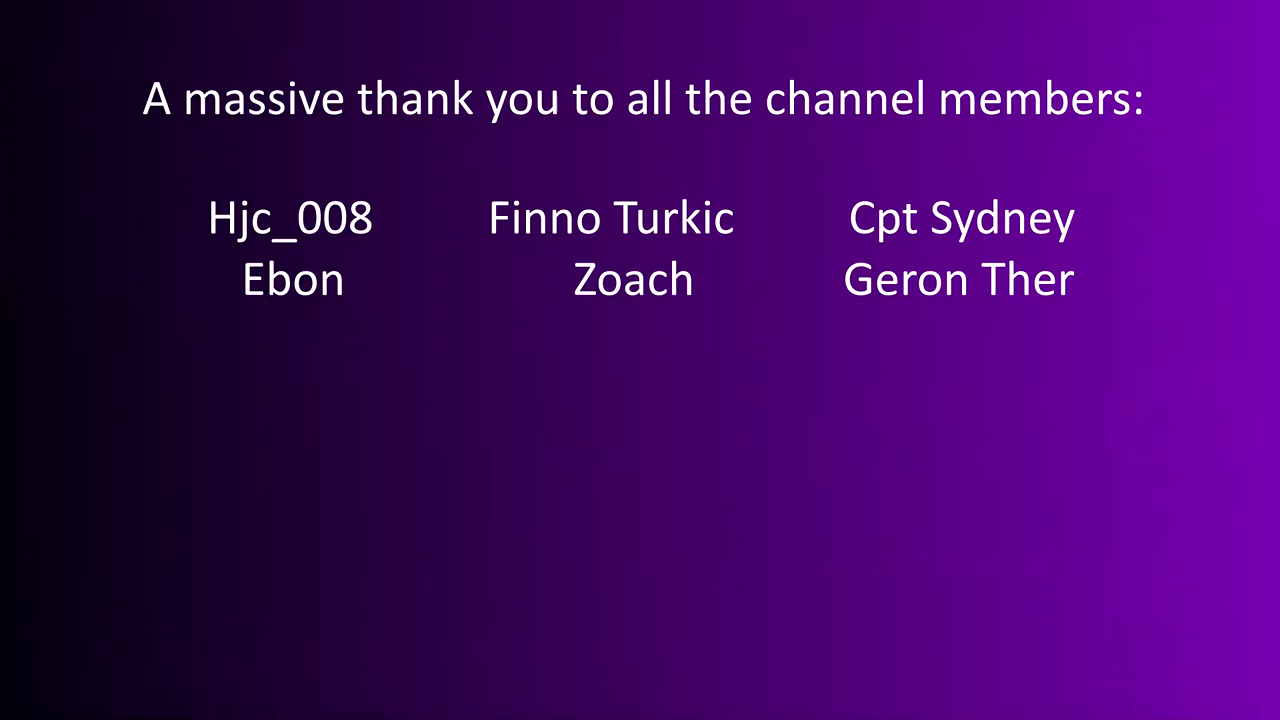 A massive thank you to all the channel members:
Hjc_008 Finno Turkic Cpt Sydney
Ebon Zoach Geron Ther